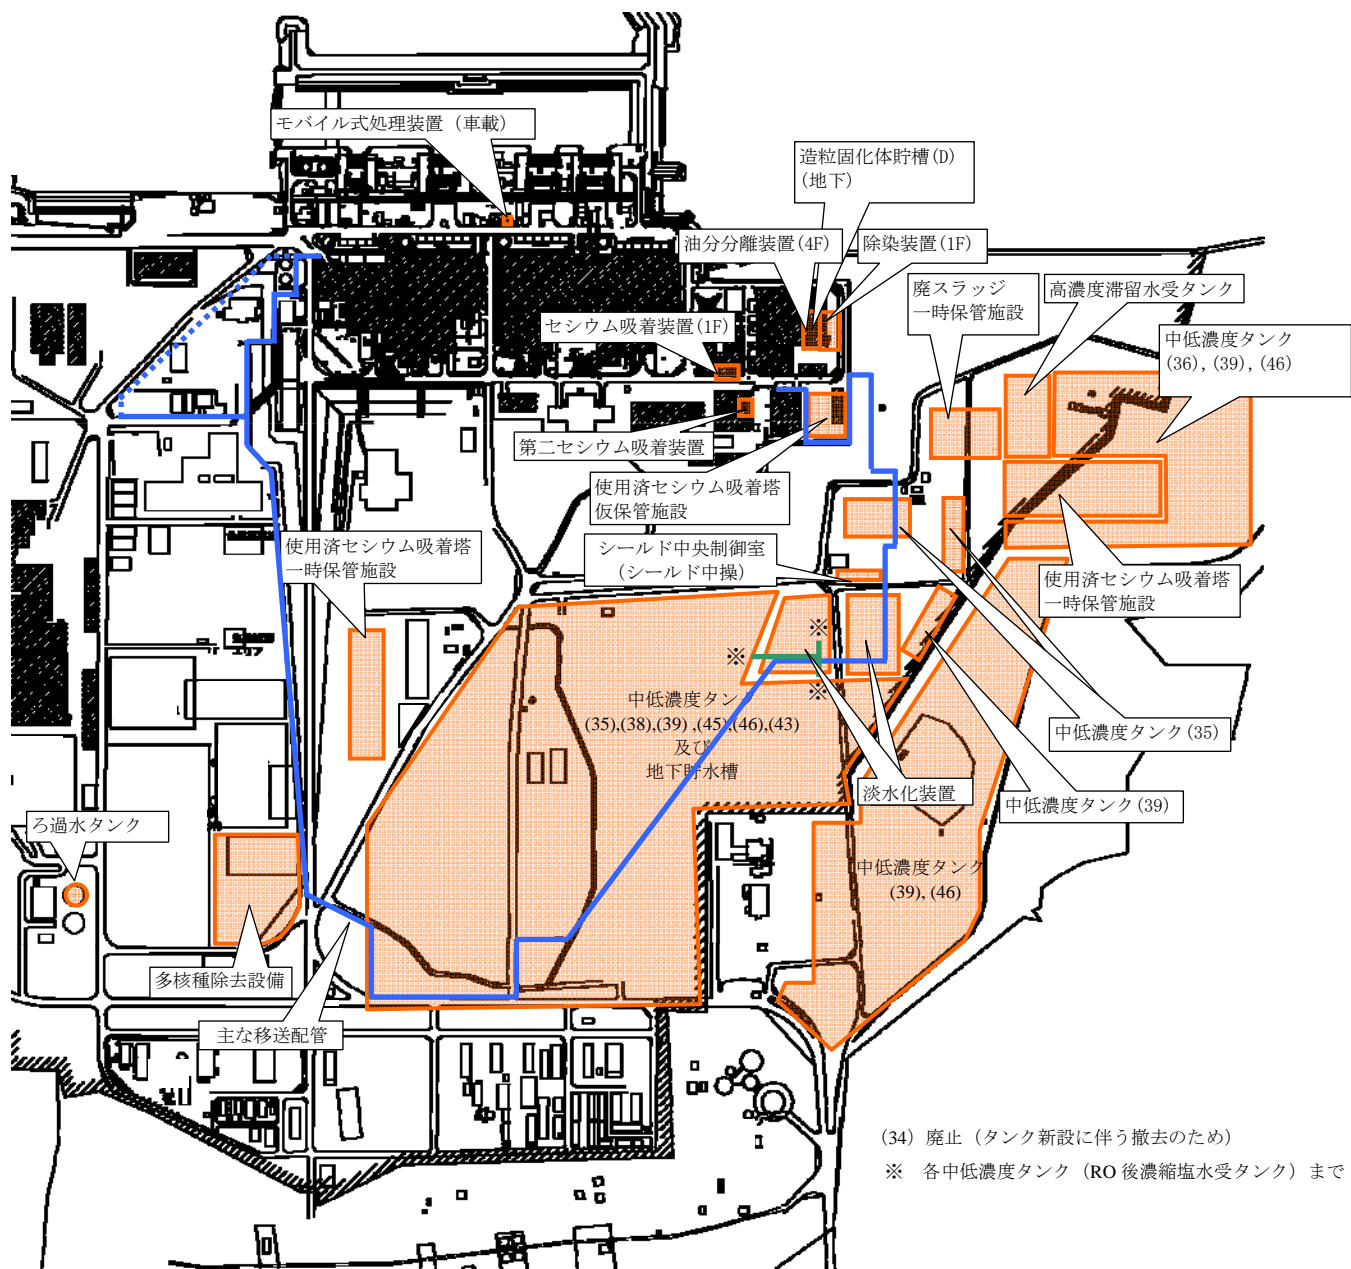 モバイル式処理装置（車載）
造粒固化体貯槽(D)
(地下)
油分分離装置(4F)
除染装置(1F)
廃スラッジ
一時保管施設
高濃度滞留水受タンク
中低濃度タンク
(36), (39), (46)
セシウム吸着装置(1F)
第二セシウム吸着装置
使用済セシウム吸着塔
仮保管施設
シールド中央制御室
（シールド中操）
使用済セシウム吸着塔
一時保管施設
使用済セシウム吸着塔
一時保管施設
エリア
※
※
※
中低濃度タンク
(35),(38),(39) ,(45),(46),(43)
及び
地下貯水槽
中低濃度タンク(35)
淡水化装置
中低濃度タンク(39)
ろ過水タンク
中低濃度タンク
(39), (46)
多核種除去設備
主な移送配管
(34) 廃止（タンク新設に伴う撤去のため）
※　各中低濃度タンク（RO 後濃縮塩水受タンク）まで